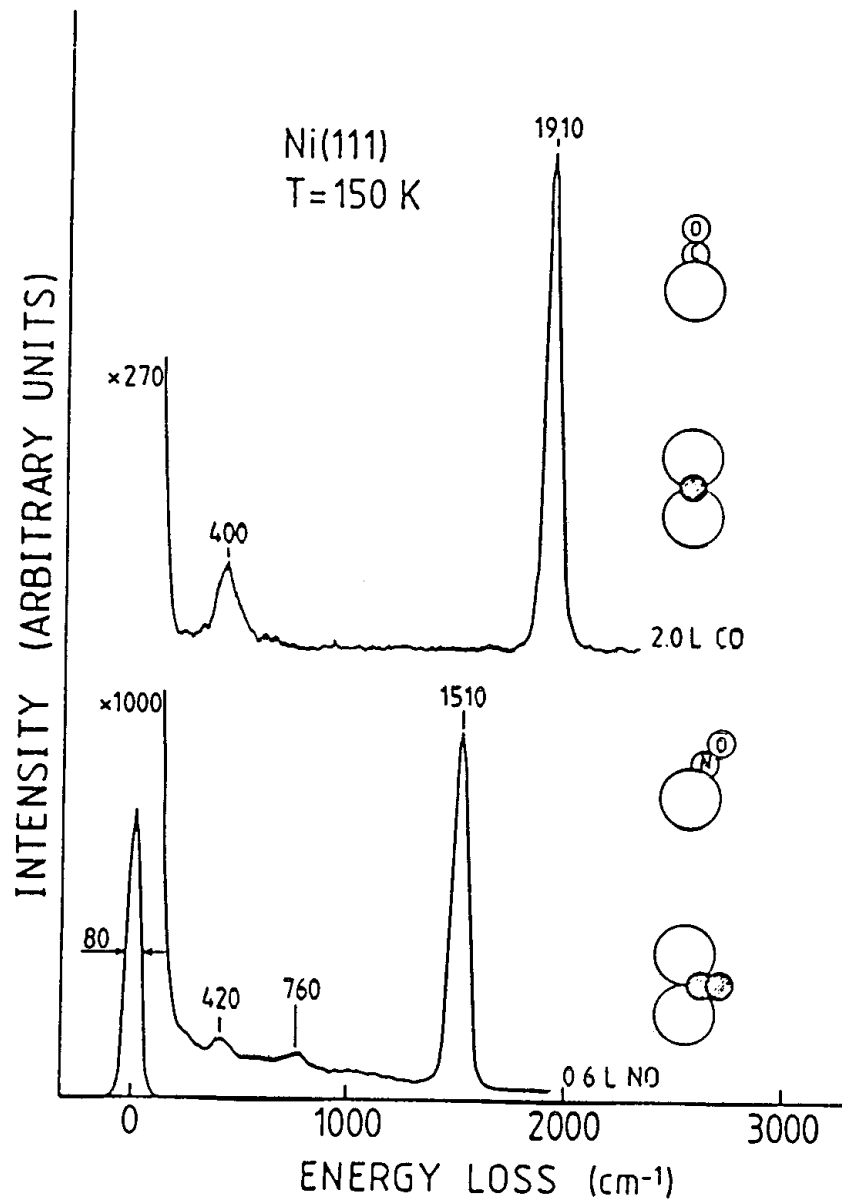 1910
Ni(111)
T=150 K
O
C
×270
400
2.0 L CO
×1000
1510
O
N
80
420
760
0 6 L NO
0
1000
2000
3000
ENERGY LOSS (cm-1)
INTENSITY (ARBITRARY UNITS)